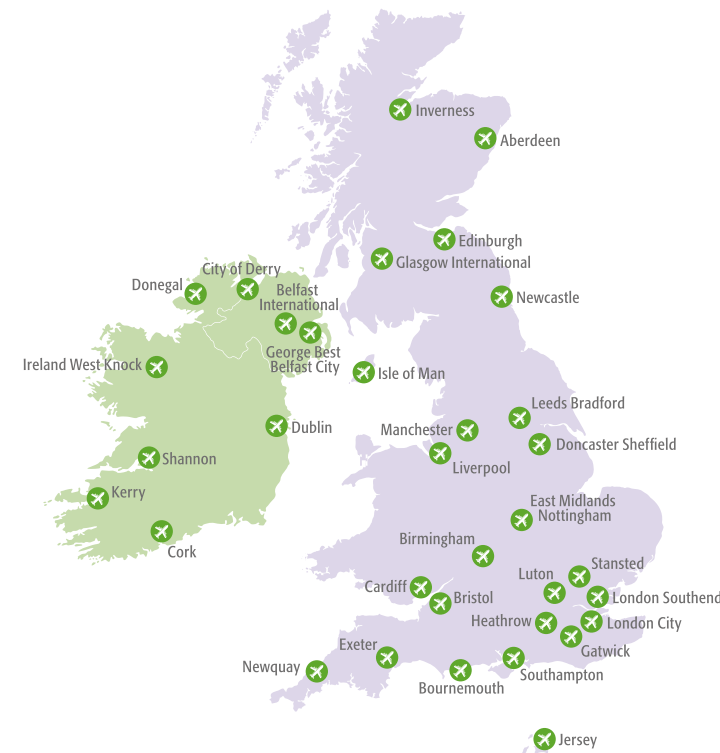 Inverness
Aberdeen
Edinburgh
Glasgow International
City of Derry
Donegal
Belfast
International
Newcastle
George Best
Belfast City
Ireland West Knock
Isle of Man
Leeds Bradford
Dublin
Manchester
Doncaster Sheffield
Shannon
Liverpool
Kerry
East Midlands
Nottingham
Cork
Birmingham
Stansted
Luton
Cardiff
Bristol
London Southend
Heathrow
London City
Exeter
Gatwick
Newquay
Southampton
Bournemouth
Jersey